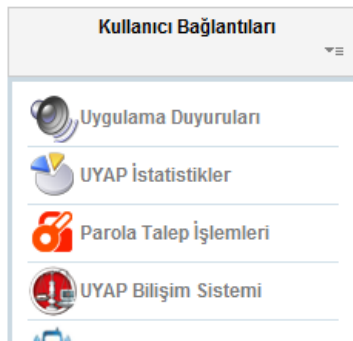 Kullanıcı Bağlantıları
Uygulama Duyuruları
UYAP İstatistikler
Parola Talep İşlemleri
UYAP Bilişim Sistemi